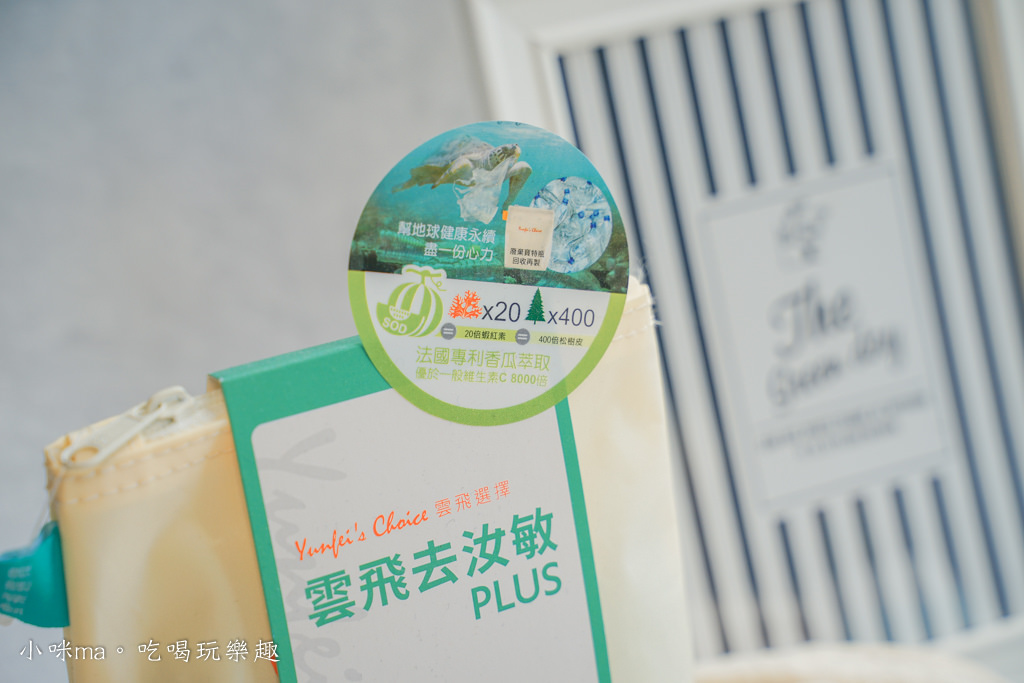 幫地球健康永續
盡一份心力
Yunfei's Choice
廢棄寶特瓶
回收再製
SOD
x20
x400
=
20倍蝦紅素
=
400倍松樹皮
法國專利香瓜萃取
優於一般維生素C 8000倍
Yunfei's Choice 雲飛選擇
雲飛去汝敏
PLUS
The
Green day
小咪ma。吃喝玩樂趣